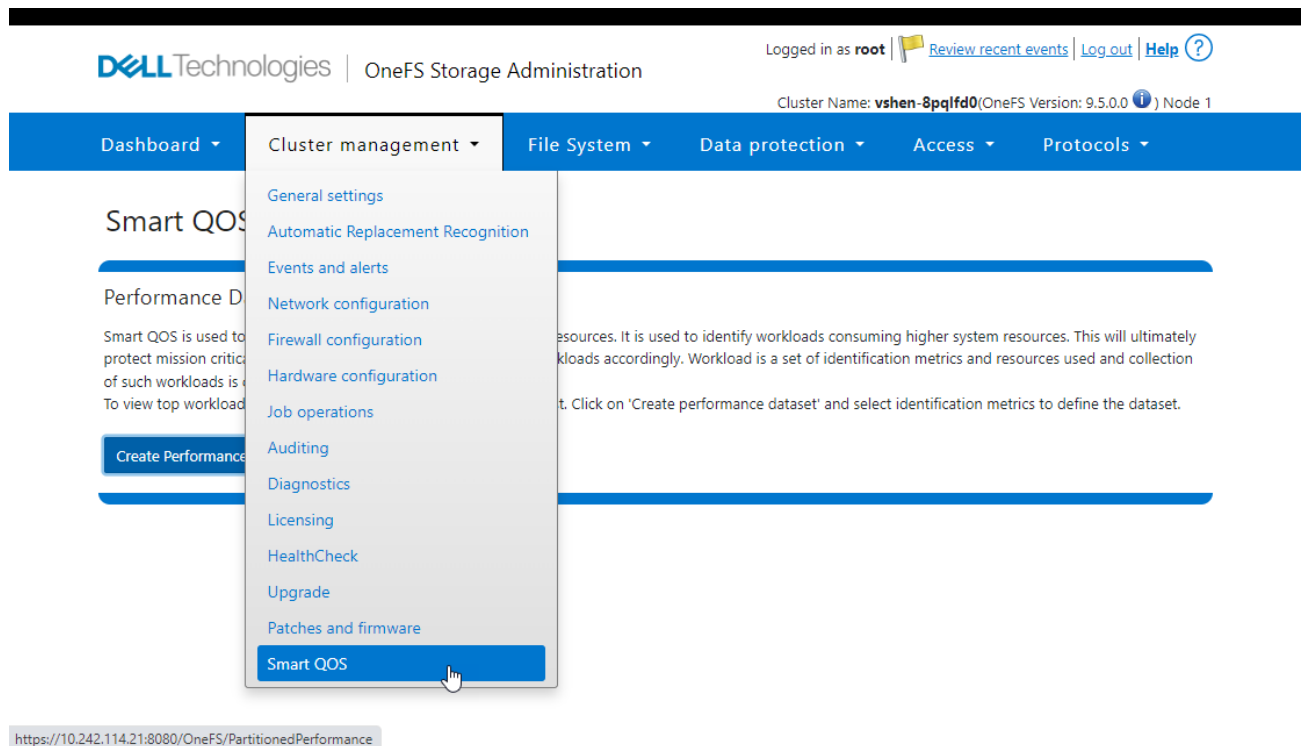 DELL Technologies | OneFS Storage Administration
Logged in as root | Review recent events | Log out | Help ?
Cluster Name: vshen-8pqlfd0(OneFS Version: 9.5.0.0 i ) Node 1
Dashboard Cluster management File System Data protection Access Protocols
Smart QOS
General settings
Automatic Replacement Recognition
Events and alerts
Network configuration
Firewall configuration
Hardware configuration
Job operations
Auditing
Diagnostics
Licensing
HealthCheck
Upgrade
Patches and firmware
Smart QOS
Performance D
Smart QOS is used to esources. It is used to identify workloads consuming higher system resources. This will ultimately
protect mission critica kloads accordingly. Workload is a set of identification metrics and resources used and collection
of such workloads is
To view top workload t. Click on 'Create performance dataset' and select identification metrics to define the dataset.
Create Performance
https://10.242.114.21:8080/OneFS/PartitionedPerformance